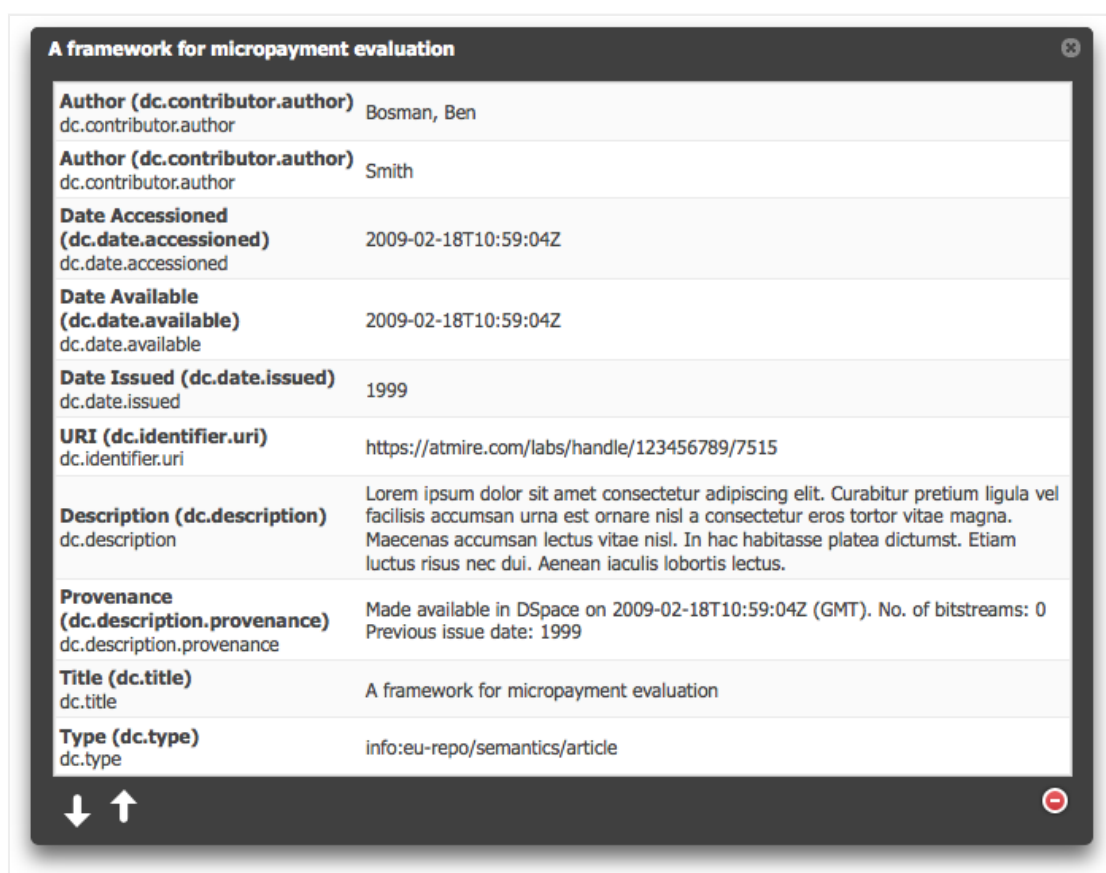 A framework for micropayment evaluation
Author (dc.contributor.author)
dc.contributor.author
Bosman, Ben
Author (dc.contributor.author)
dc.contributor.author
Smith
Date Accessioned
(dc.date.accessioned)
dc.date.accessioned
2009-02-18T10:59:04Z
Date Available
(dc.date.available)
dc.date.available
2009-02-18T10:59:04Z
Date Issued (dc.date.issued)
dc.date.issued
1999
URI (dc.identifier.uri)
dc.identifier.uri
https://atmire.com/labs/handle/123456789/7515
Description (dc.description)
dc.description
Lorem ipsum dolor sit amet consectetur adipiscing elit. Curabitur pretium ligula vel
facilisis accumsan urna est ornare nisl a consectetur eros tortor vitae magna.
Maecenas accumsan lectus vitae nisl. In hac habitasse platea dictumst. Etiam
luctus risus nec dui. Aenean iaculis lobortis lectus.
Provenance
(dc.description.provenance)
dc.description.provenance
Made available in DSpace on 2009-02-18T10:59:04Z (GMT). No. of bitstreams: 0
Previous issue date: 1999
Title (dc.title)
dc.title
A framework for micropayment evaluation
Type (dc.type)
dc.type
info:eu-repo/semantics/article